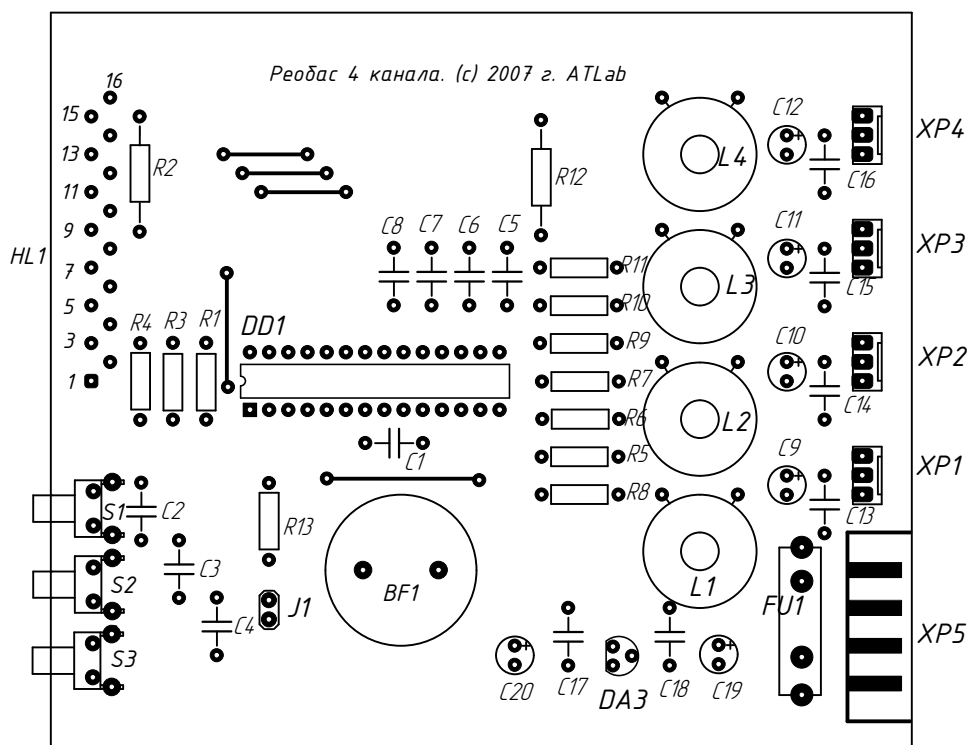 Реобас 4 канала. (c) 2007 г. ATLab
16
15
13
11
9
7
5
3
1
HL1
R2
R12
L4
C12
C16
XP4
C8
C7
C6
C5
R11
L3
C11
C15
XP3
R10
R4
R3
R1
DD1
R9
R7
R6
R5
R8
L2
C10
C14
XP2
C1
C9
C13
XP1
S1
C2
R13
S2
C3
BF1
L1
FU1
J1
C4
S3
XP5
C20
C17
DA3
C18
C19
+
+
+
+
+
+